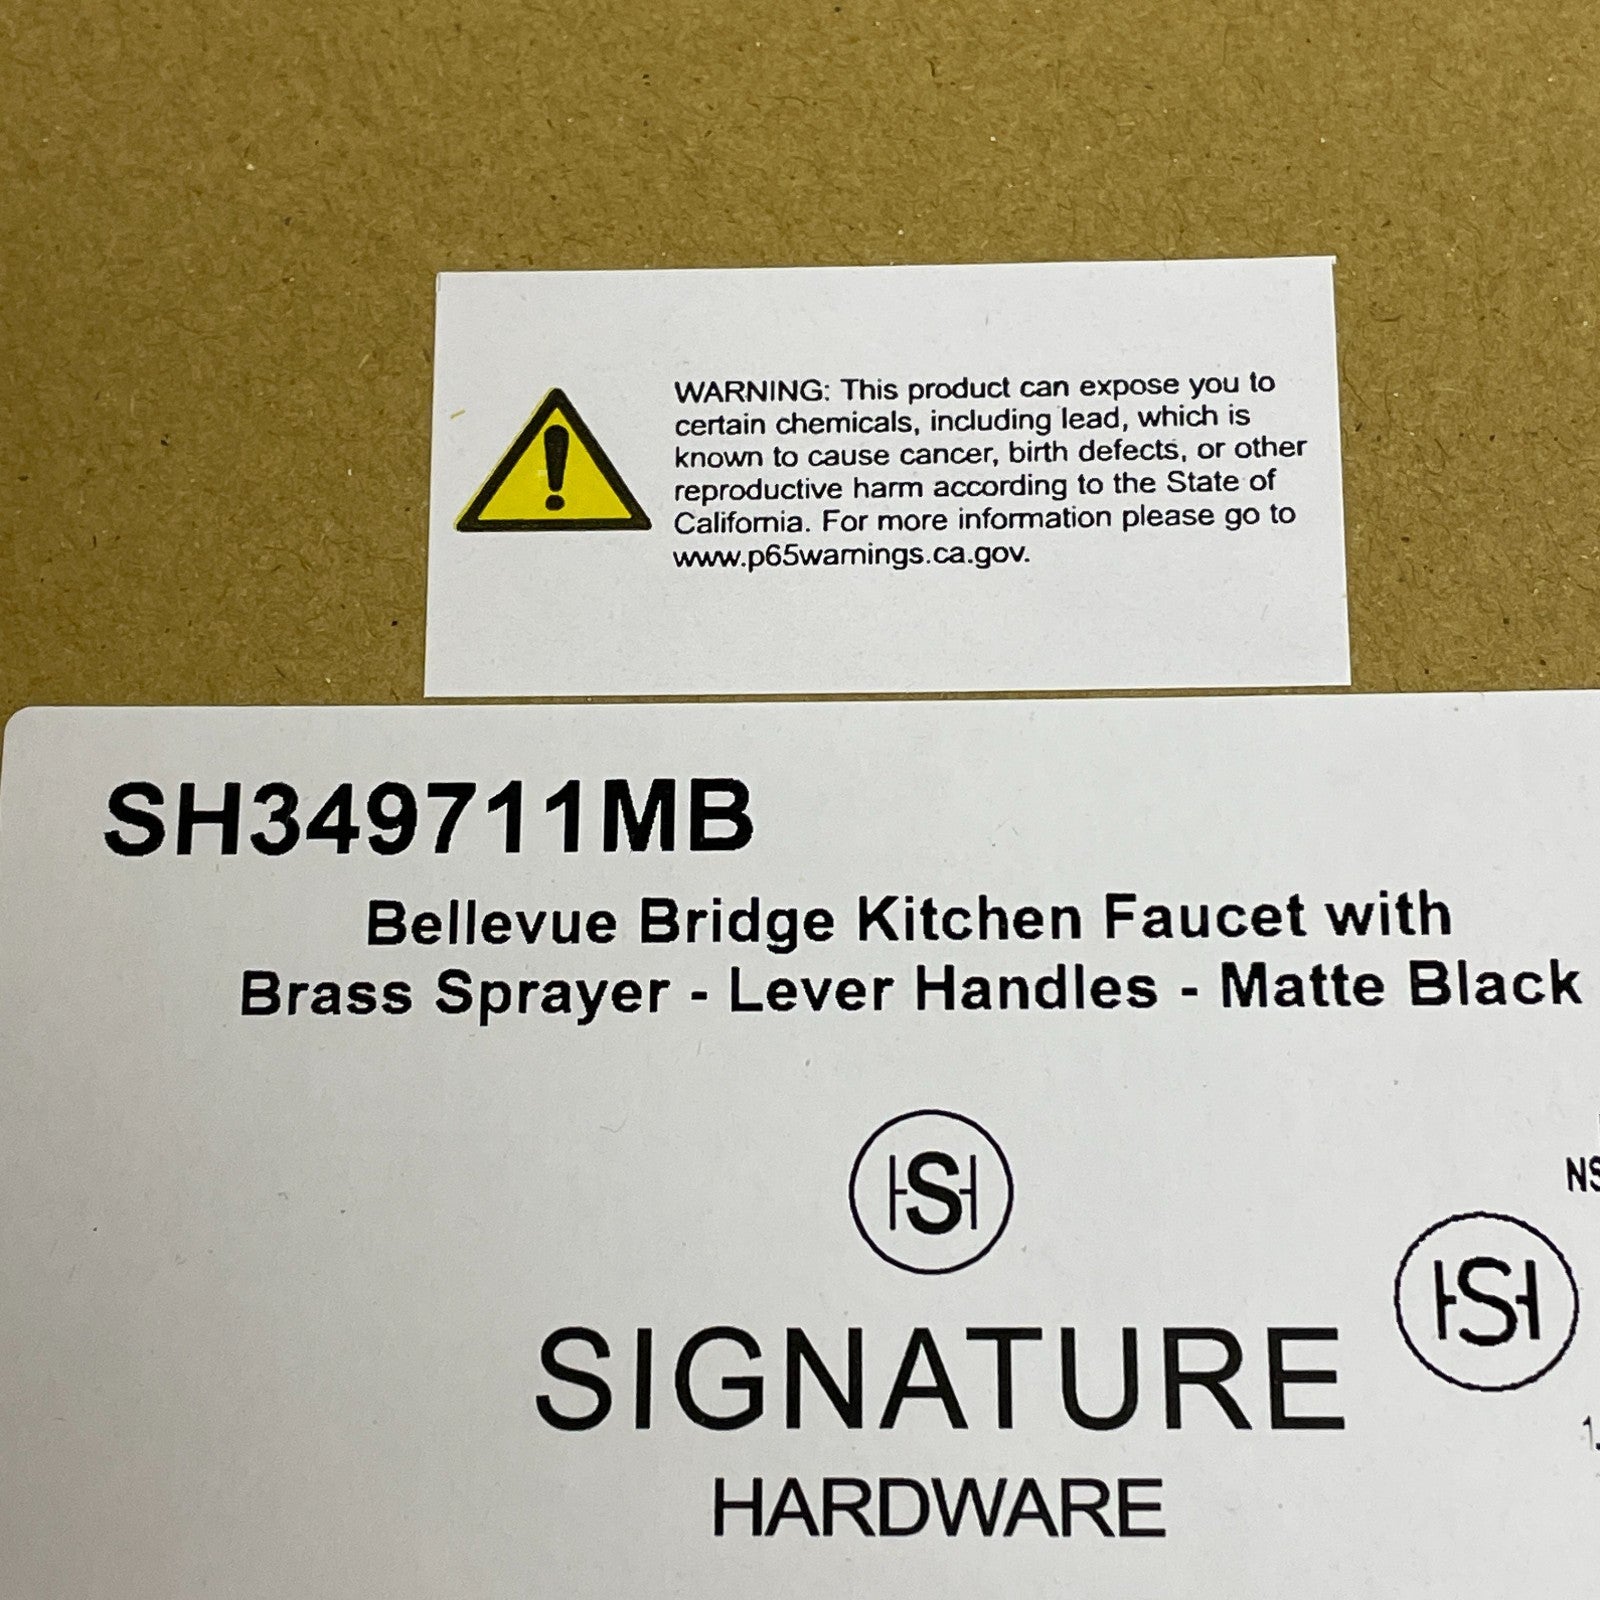 WARNING: This product can expose you to
certain chemicals, including lead, which is
known to cause cancer, birth defects, or other
reproductive harm according to the State of
California. For more information please go to
www.p65warnings.ca.gov.
SH349711MB
Bellevue Bridge Kitchen Faucet with
Brass Sprayer - Lever Handles - Matte Black
HSH
SIGNATURE
HARDWARE
HSH